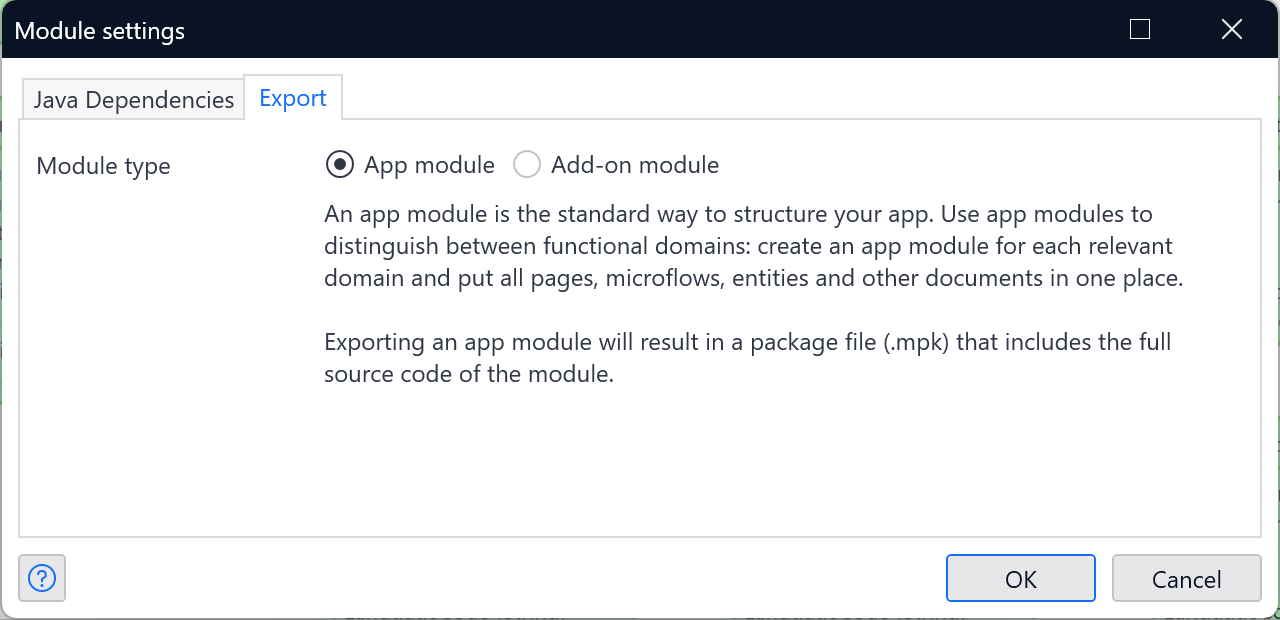 Module settings
Java Dependencies
Export
Module type
App module
Add-on module
An app module is the standard way to structure your app. Use app modules to
distinguish between functional domains: create an app module for each relevant
domain and put all pages, microflows, entities and other documents in one place.
Exporting an app module will result in a package file (.mpk) that includes the full
source code of the module.
?
OK
Cancel